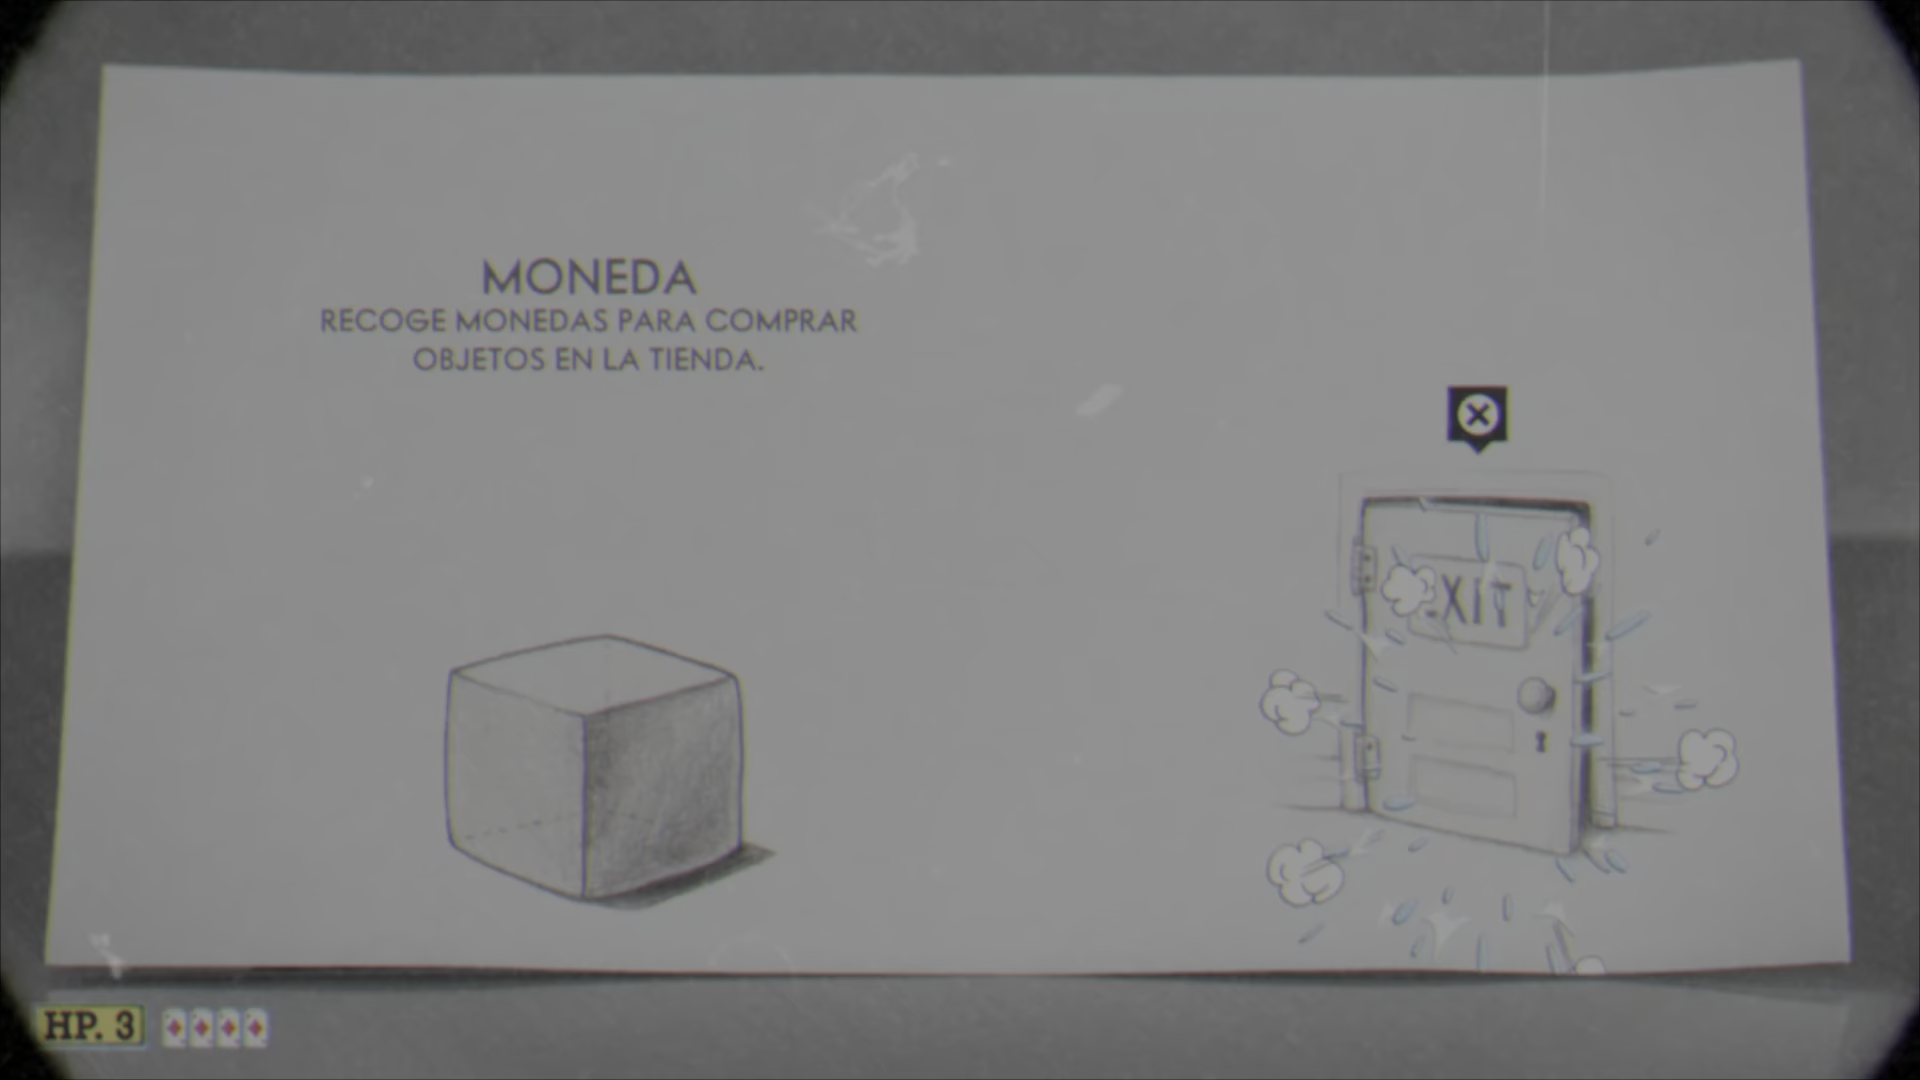 MONEDA
RECOGE MONEDAS PARA COMPRAR
OBJETOS EN LA TIENDA.
EXIT
HP. 3